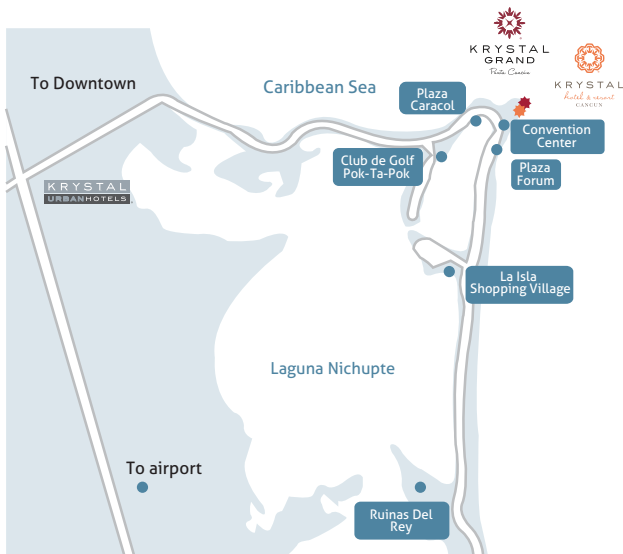 KRYSTAL
GRAND
Punta Cancun
KRYSTAL
hotel & resort
CANCUN
To Downtown
Caribbean Sea
Plaza
Caracol
Convention
Center
Club de Golf
Pok-Ta-Pok
Plaza
Forum
KRYSTAL
URBANHOTELS
La Isla
Shopping Village
Laguna Nichupte
To airport
Ruinas Del
Rey